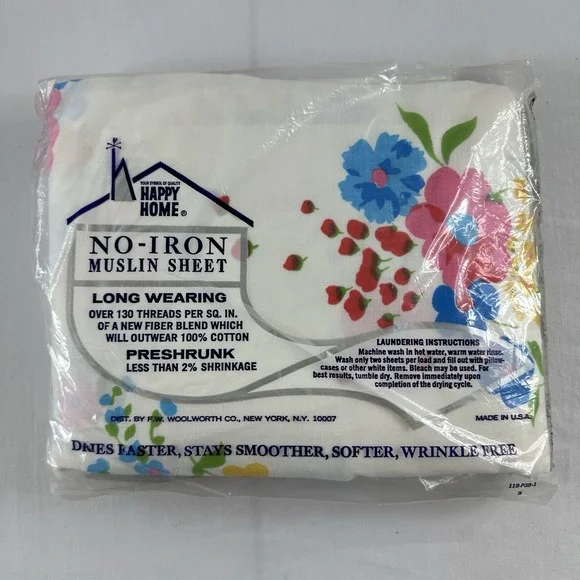 YOUR SYMBOL OF QUALITY
HAPPY
HOME®
NO-IRON
MUSLIN SHEET
LONG WEARING
OVER 130 THREADS PER SQ. IN.
OF A NEW FIBER BLEND WHICH
WILL OUTWEAR 100% COTTON
PRESHRUNK
LESS THAN 2% SHRINKAGE
LAUNDERING INSTRUCTIONS
Machine wash in hot water, warm water rinse.
Wash only two sheets per load and fill out with pillow-
cases or other white items. Bleach may be used. For
best results, tumble dry. Remove immediately upon
completion of the drying cycle.
DIST. BY F.W. WOOLWORTH CO., NEW YORK, N.Y. 10007
MADE IN U.S.A.
DRIES FASTER, STAYS SMOOTHER, SOFTER, WRINKLE FREE